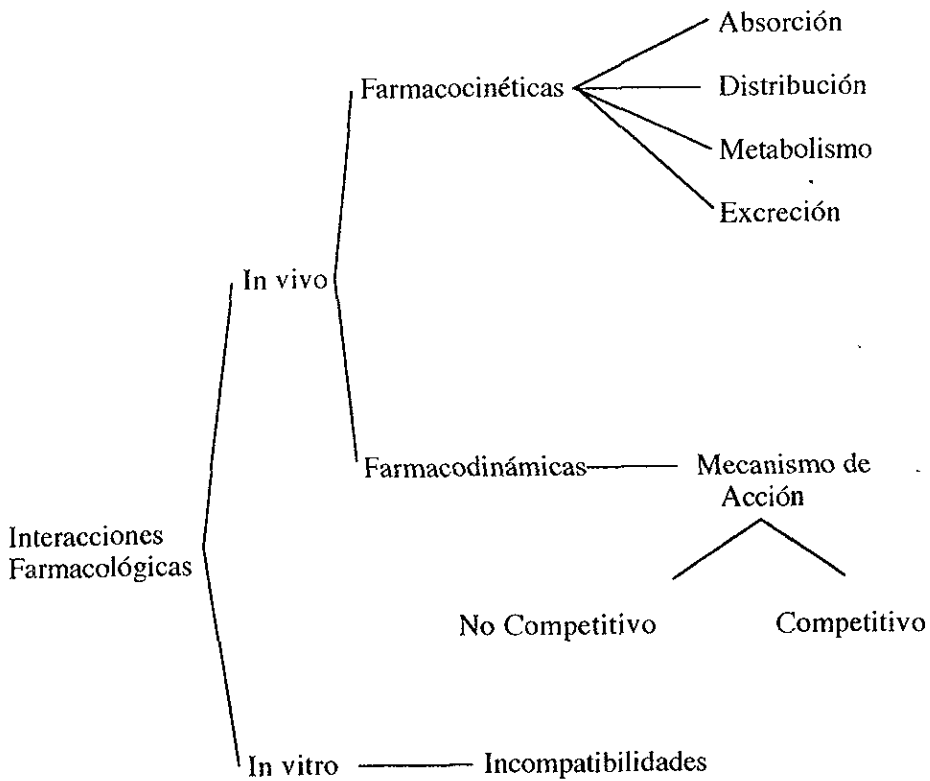 Absorción
Farmacocinéticas
Distribución
Metabolismo
Excreción
In vivo
Farmacodinámicas
Mecanismo de
Acción
Interacciones
Farmacológicas
No Competitivo
Competitivo
In vitro
Incompatibilidades